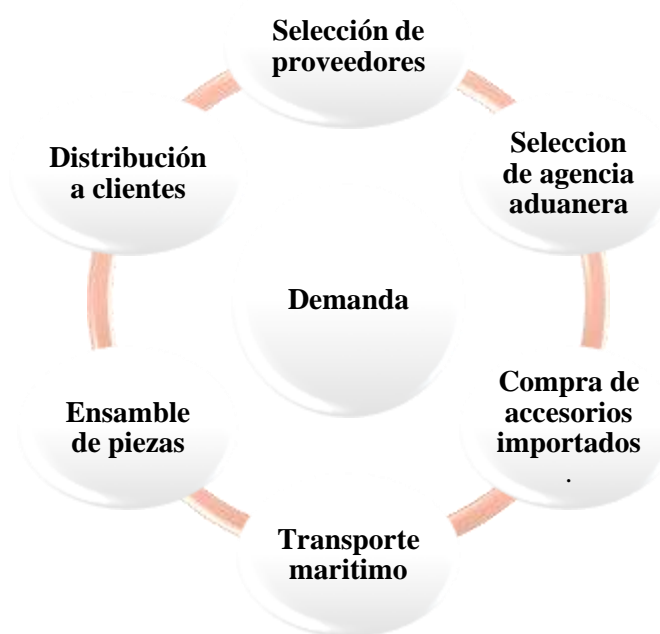 Selección de
proveedores
Seleccion
de agencia
aduanera
Compra de
accesorios
importados
.
Transporte
maritimo
Ensamble
de piezas
Distribución
a clientes
Demanda